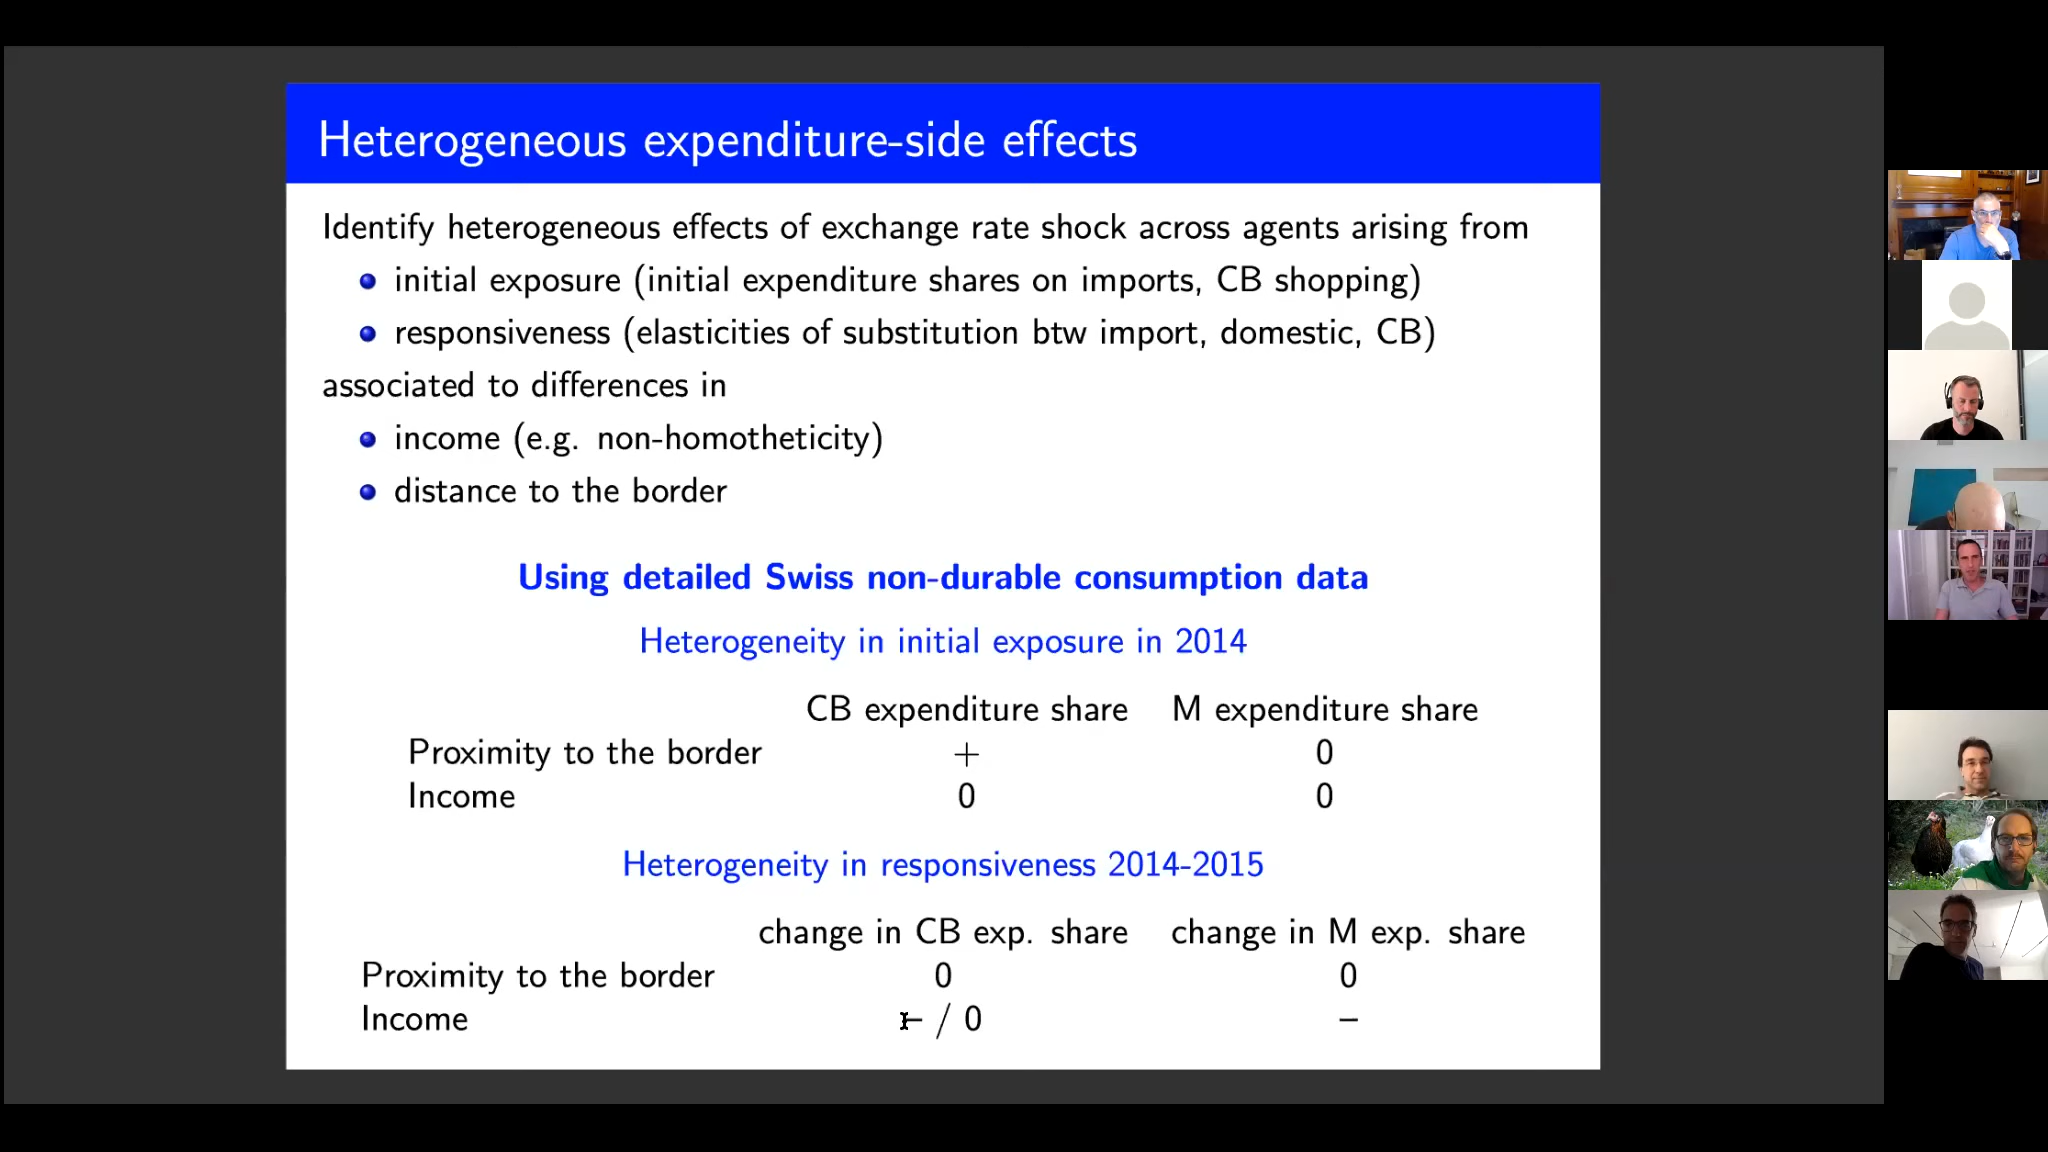 Heterogeneous expenditure-side effects
Identify heterogeneous effects of exchange rate shock across agents arising from
initial exposure (initial expenditure shares on imports, CB shopping)
responsiveness (elasticities of substitution btw import, domestic, CB)
associated to differences in
income (e.g. non-homotheticity)
distance to the border
Using detailed Swiss non-durable consumption data
Heterogeneity in initial exposure in 2014
CB expenditure share M expenditure share
Proximity to the border + 0
Income 0 0
Heterogeneity in responsiveness 2014-2015
change in CB exp. share change in M exp. share
Proximity to the border 0 0
Income – / 0 –